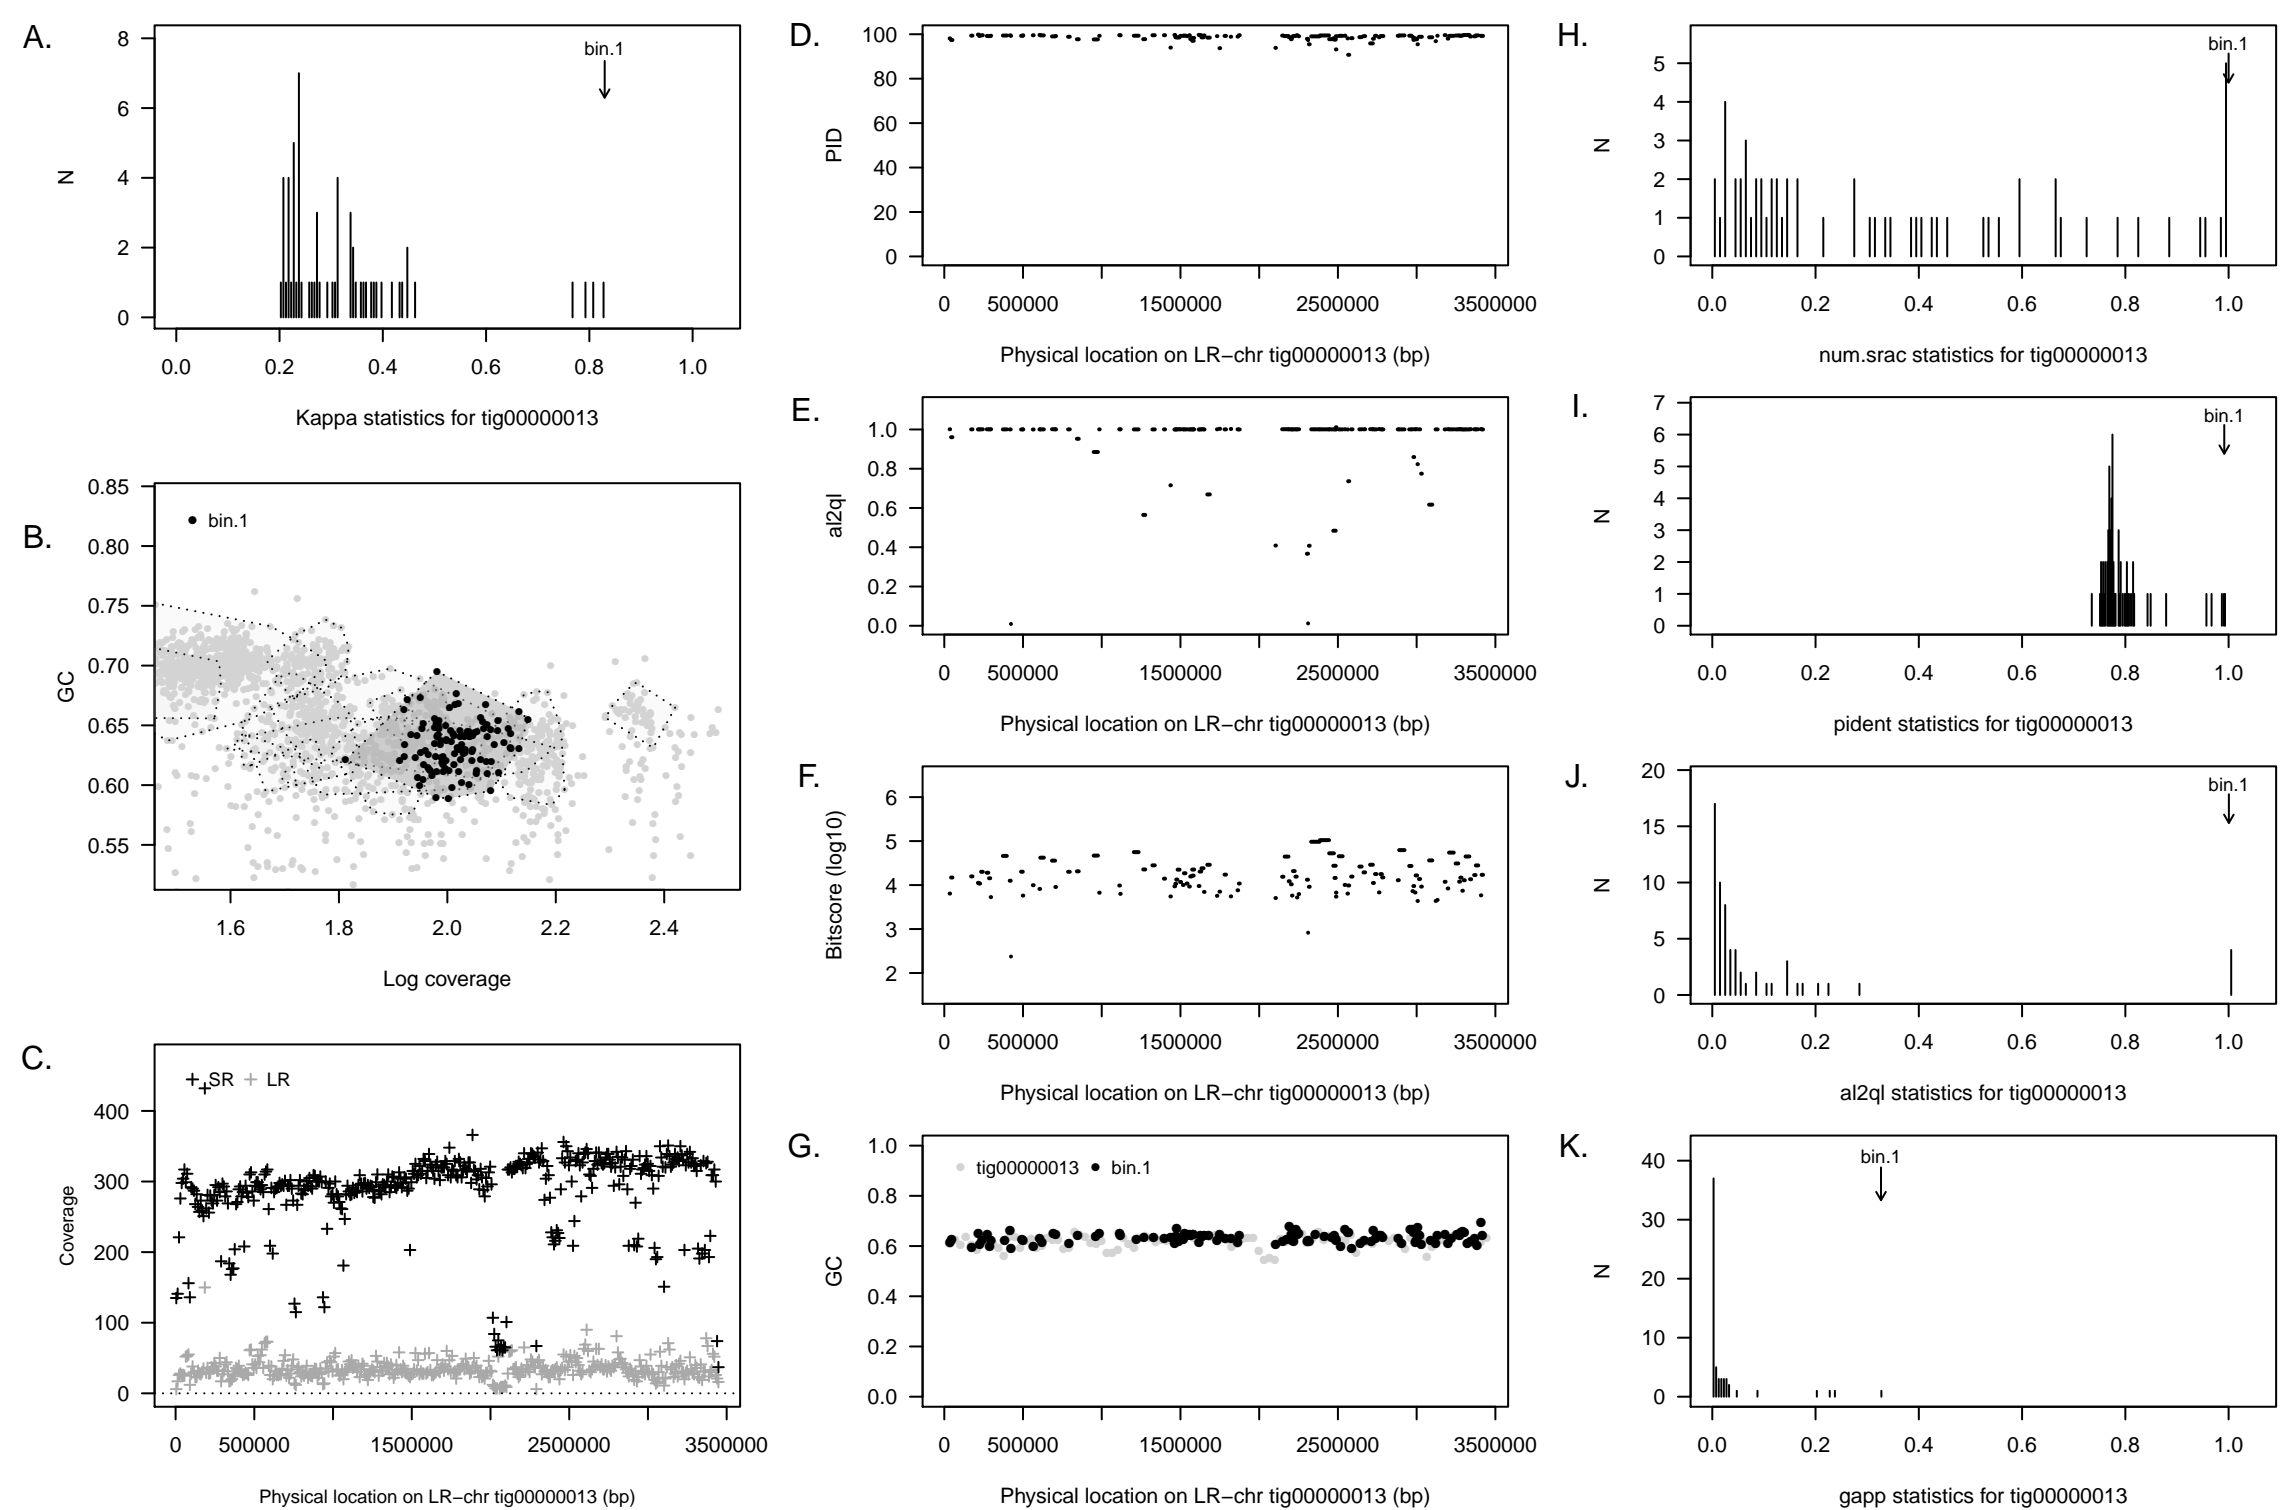 A.
8
6
4
2
0
N
bin.1
0.0 0.2 0.4 0.6 0.8 1.0
Kappa statistics for tig00000013
B.
0.85
0.80
0.75
0.70
0.65
0.60
0.55
GC
bin.1
1.6 1.8 2.0 2.2 2.4
Log coverage
C.
400
300
200
100
0
Coverage
SR LR
0 500000 1500000 2500000 3500000
Physical location on LR−chr tig00000013 (bp)
D.
100
80
60
40
20
0
PID
0 500000 1500000 2500000 3500000
Physical location on LR−chr tig00000013 (bp)
E.
1.0
0.8
0.6
0.4
0.2
0.0
al2ql
0 500000 1500000 2500000 3500000
Physical location on LR−chr tig00000013 (bp)
F.
6
5
4
3
2
Bitscore (log10)
0 500000 1500000 2500000 3500000
Physical location on LR−chr tig00000013 (bp)
G.
1.0
0.8
0.6
0.4
0.2
0.0
GC
tig00000013 bin.1
0 500000 1500000 2500000 3500000
Physical location on LR−chr tig00000013 (bp)
H.
5
4
3
2
1
0
N
bin.1
0.0 0.2 0.4 0.6 0.8 1.0
num.srac statistics for tig00000013
I.
7
6
5
4
3
2
1
0
N
bin.1
0.0 0.2 0.4 0.6 0.8 1.0
pident statistics for tig00000013
J.
20
15
10
5
0
N
bin.1
0.0 0.2 0.4 0.6 0.8 1.0
al2ql statistics for tig00000013
K.
40
30
20
10
0
N
bin.1
0.0 0.2 0.4 0.6 0.8 1.0
gapp statistics for tig00000013